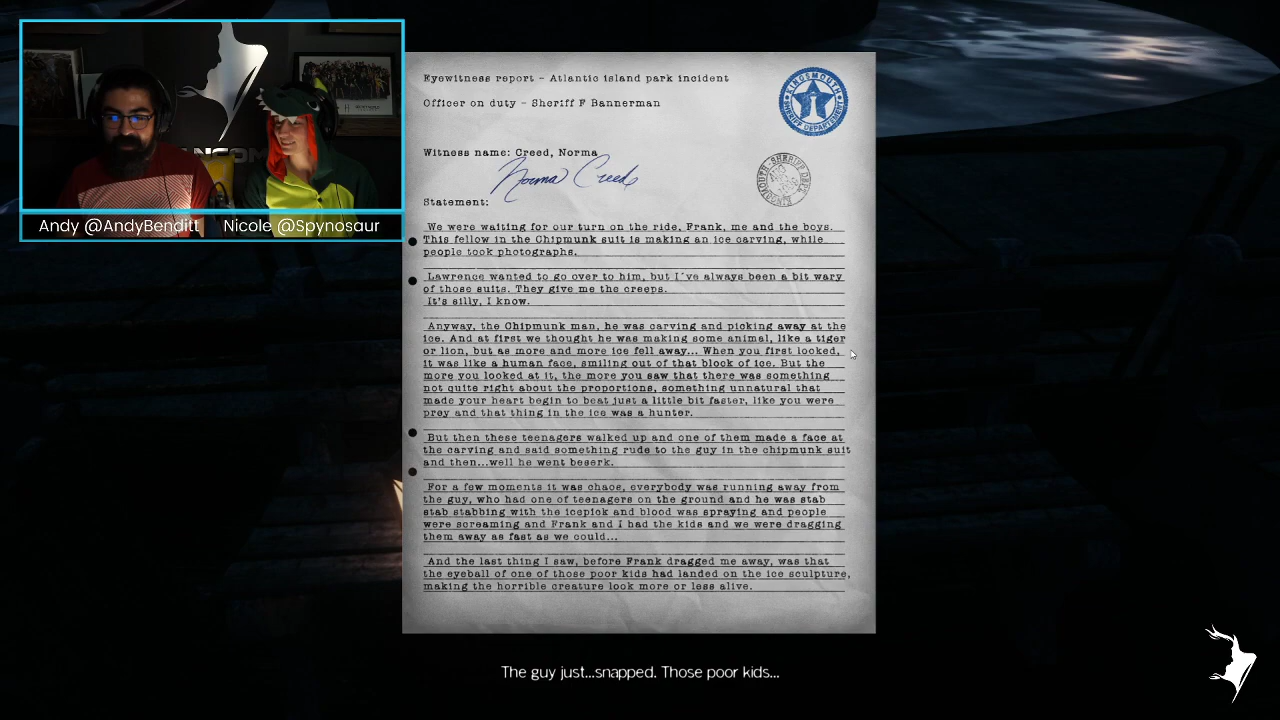 Andy @AndyBenditt Nicole @Spynosaur
Eyewitness report - Atlantic island park incident
Officer on duty - Sheriff F Bannerman
Witness name: Creed, Norma
Norma Creed
Statement:
We were waiting for our turn on the ride, Frank, me and the boys.
This fellow in the Chipmunk suit is making an ice carving, while
people took photographs.
Lawrence wanted to go over to him, but I've always been a bit wary
of those suits. They give me the creeps.
It's silly, I know.
Anyway, the Chipmunk man, he was carving and picking away at the
ice. And at first we thought he was making some animal, like a tiger
or lion, but as more and more ice fell away... When you first looked,
it was like a human face, smiling out of that block of ice. But the
more you looked at it, the more you saw that there was something
not quite right about the proportions, something unnatural that
made your heart begin to beat just a little bit faster, like you were
prey and that thing in the ice was a hunter.
But then these teenagers walked up and one of them made a face at
the carving and said something rude to the guy in the chipmunk suit
and then...well he went beserk.
For a few moments it was chaos, everybody was running away from
the guy, who had one of teenagers on the ground and he was stab
stab stabbing with the icepick and blood was spraying and people
were screaming and Frank and I had the kids and we were dragging
them away as fast as we could...
And the last thing I saw, before Frank dragged me away, was that
the eyeball of one of those poor kids had landed on the ice sculpture,
making the horrible creature look more or less alive.
The guy just...snapped. Those poor kids...